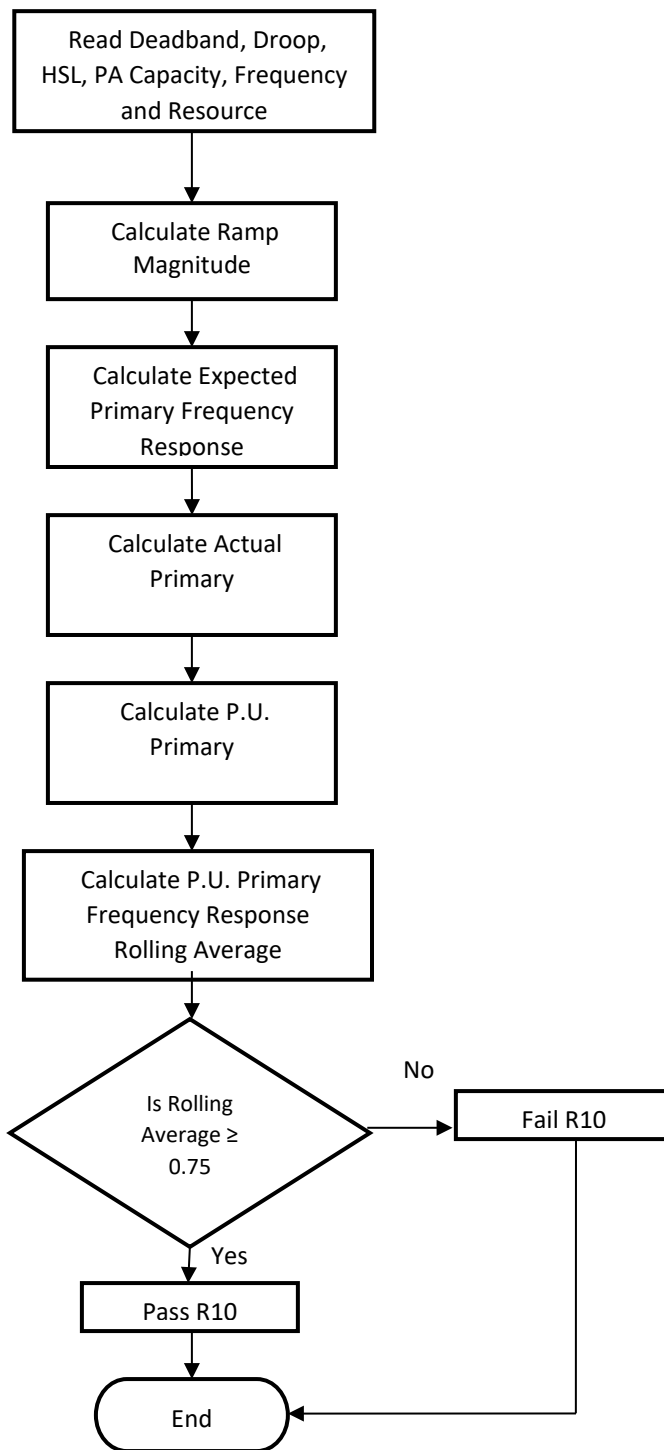 Read Deadband, Droop,
HSL, PA Capacity, Frequency
and Resource
Calculate Ramp
Magnitude
Calculate Expected
Primary Frequency
Response
Calculate Actual
Primary
Calculate P.U.
Primary
Calculate P.U. Primary
Frequency Response
Rolling Average
Is Rolling
Average ≥
0.75
No
Fail R10
Yes
Pass R10
End